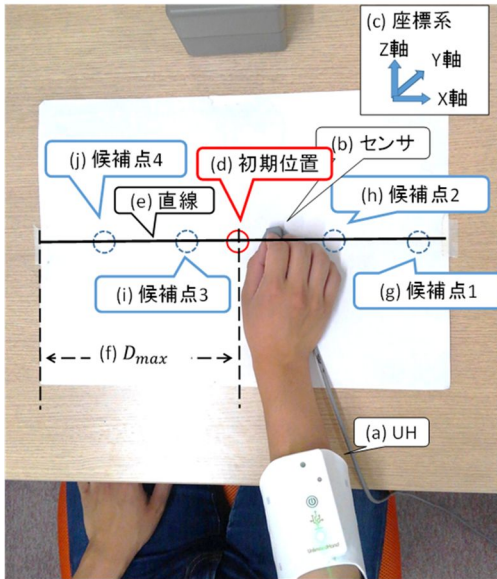 (c) 座標系
Z軸
Y軸
X軸
(j) 候補点4
(d) 初期位置
(b) センサ
(e) 直線
(h) 候補点2
(i) 候補点3
(g) 候補点1
(f) Dmax
(a) UH